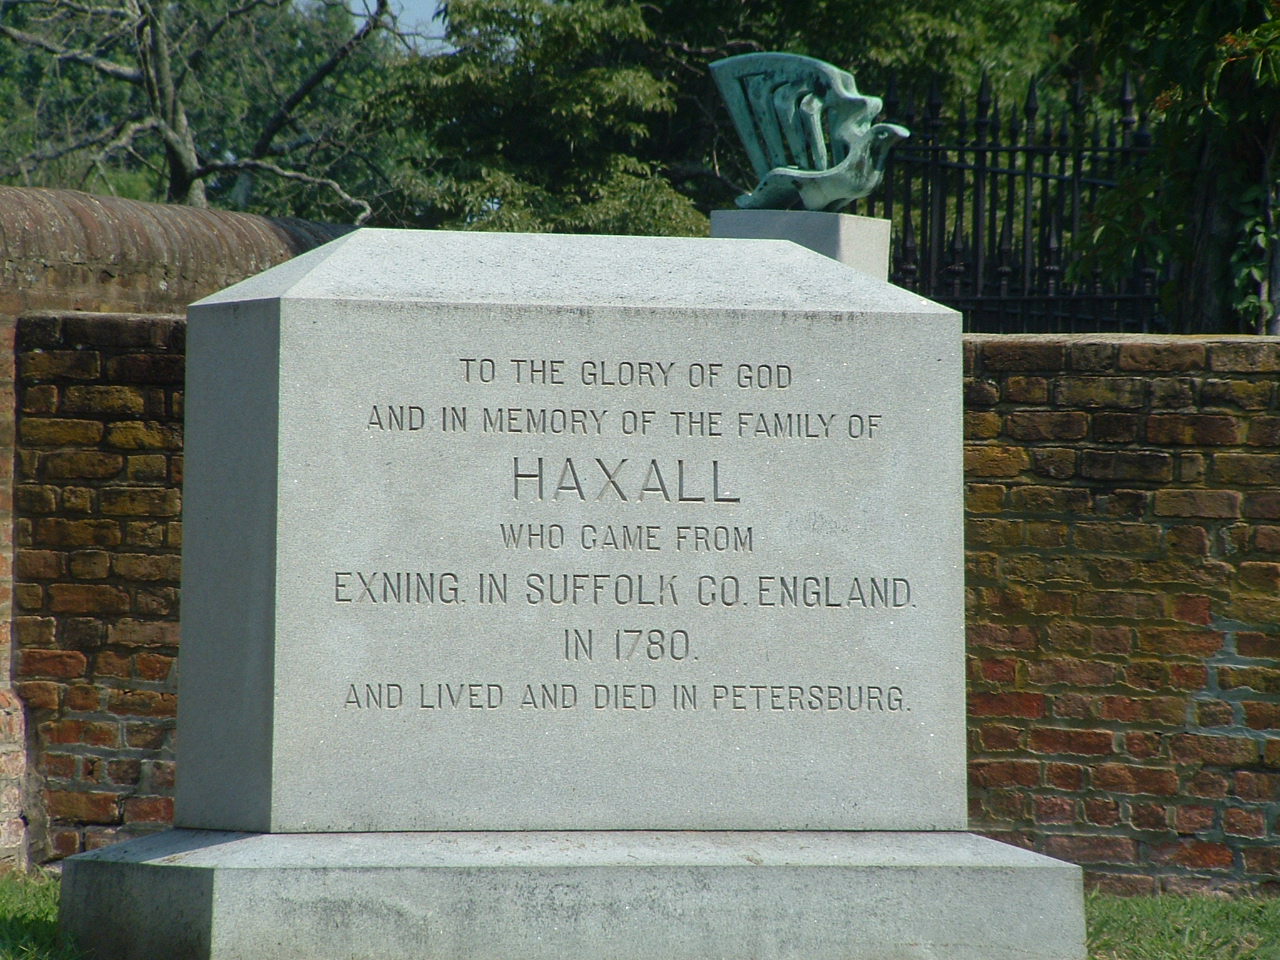 TO THE GLORY OF GOD
AND IN MEMORY OF THE FAMILY OF
HAXALL
WHO CAME FROM
EXNING. IN SUFFOLK CO. ENGLAND.
IN 1780.
AND LIVED AND DIED IN PETERSBURG.